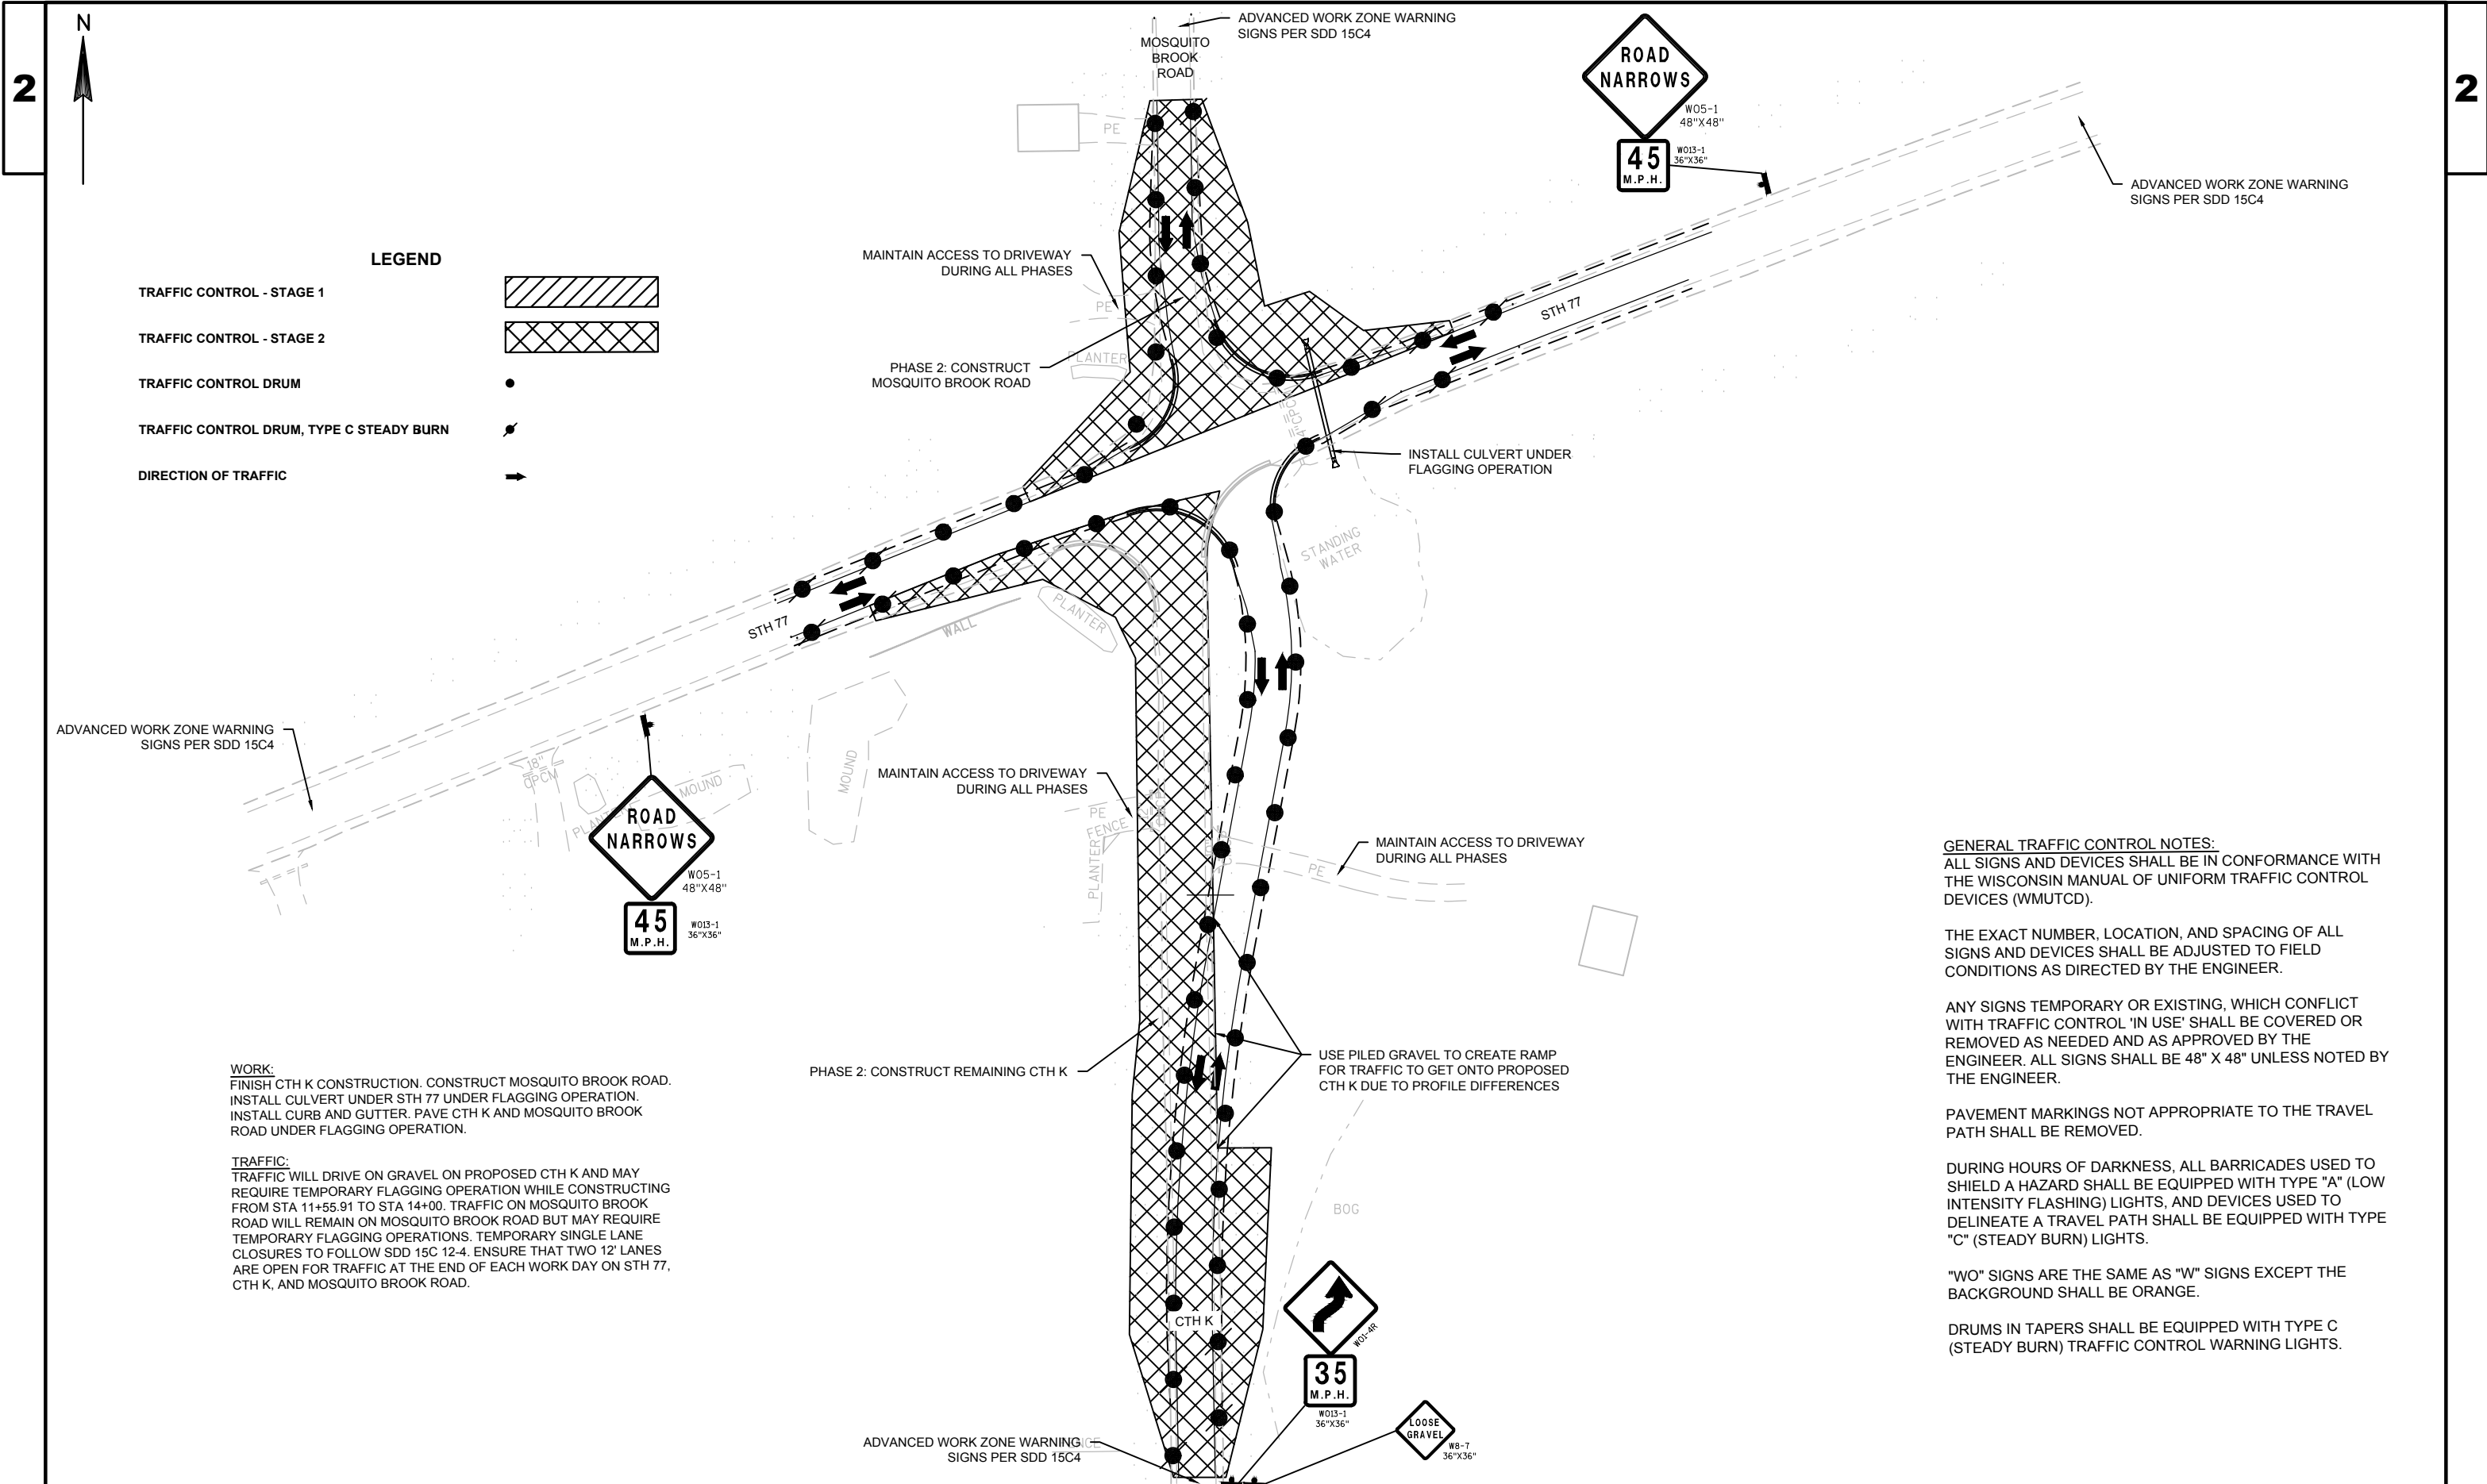 2
2
N
ADVANCED WORK ZONE WARNING
SIGNS PER SDD 15C4
MOSQUITO
BROOK
ROAD
ROAD
NARROWS
WO5-1
48"X48"
45
M.P.H.
WO13-1
36"X36"
ADVANCED WORK ZONE WARNING
SIGNS PER SDD 15C4
PE
LEGEND
TRAFFIC CONTROL - STAGE 1
TRAFFIC CONTROL - STAGE 2
TRAFFIC CONTROL DRUM
TRAFFIC CONTROL DRUM, TYPE C STEADY BURN
DIRECTION OF TRAFFIC
MAINTAIN ACCESS TO DRIVEWAY
DURING ALL PHASES
PE
PLANTER
PHASE 2: CONSTRUCT
MOSQUITO BROOK ROAD
STH 77
INSTALL CULVERT UNDER
FLAGGING OPERATION
STANDING
WATER
STH 77
WALL
PLANTER
MOUND
MOUND
18"
CPCM
PLANTER
ADVANCED WORK ZONE WARNING
SIGNS PER SDD 15C4
ROAD
NARROWS
WO5-1
48"X48"
45
M.P.H.
WO13-1
36"X36"
MAINTAIN ACCESS TO DRIVEWAY
DURING ALL PHASES
PE
FENCE
PLANTER
MAINTAIN ACCESS TO DRIVEWAY
DURING ALL PHASES
PE
PHASE 2: CONSTRUCT REMAINING CTH K
USE PILED GRAVEL TO CREATE RAMP
FOR TRAFFIC TO GET ONTO PROPOSED
CTH K DUE TO PROFILE DIFFERENCES
BOG
CTH K
WO1-4R
35
M.P.H.
WO13-1
36"X36"
LOOSE
GRAVEL
W8-7
36"X36"
ADVANCED WORK ZONE WARNING
SIGNS PER SDD 15C4
WORK:
FINISH CTH K CONSTRUCTION. CONSTRUCT MOSQUITO BROOK ROAD.
INSTALL CULVERT UNDER STH 77 UNDER FLAGGING OPERATION.
INSTALL CURB AND GUTTER. PAVE CTH K AND MOSQUITO BROOK
ROAD UNDER FLAGGING OPERATION.
TRAFFIC:
TRAFFIC WILL DRIVE ON GRAVEL ON PROPOSED CTH K AND MAY
REQUIRE TEMPORARY FLAGGING OPERATION WHILE CONSTRUCTING
FROM STA 11+55.91 TO STA 14+00. TRAFFIC ON MOSQUITO BROOK
ROAD WILL REMAIN ON MOSQUITO BROOK ROAD BUT MAY REQUIRE
TEMPORARY FLAGGING OPERATIONS. TEMPORARY SINGLE LANE
CLOSURES TO FOLLOW SDD 15C 12-4. ENSURE THAT TWO 12' LANES
ARE OPEN FOR TRAFFIC AT THE END OF EACH WORK DAY ON STH 77,
CTH K, AND MOSQUITO BROOK ROAD.
GENERAL TRAFFIC CONTROL NOTES:
ALL SIGNS AND DEVICES SHALL BE IN CONFORMANCE WITH
THE WISCONSIN MANUAL OF UNIFORM TRAFFIC CONTROL
DEVICES (WMUTCD).
THE EXACT NUMBER, LOCATION, AND SPACING OF ALL
SIGNS AND DEVICES SHALL BE ADJUSTED TO FIELD
CONDITIONS AS DIRECTED BY THE ENGINEER.
ANY SIGNS TEMPORARY OR EXISTING, WHICH CONFLICT
WITH TRAFFIC CONTROL 'IN USE' SHALL BE COVERED OR
REMOVED AS NEEDED AND AS APPROVED BY THE
ENGINEER. ALL SIGNS SHALL BE 48" X 48" UNLESS NOTED BY
THE ENGINEER.
PAVEMENT MARKINGS NOT APPROPRIATE TO THE TRAVEL
PATH SHALL BE REMOVED.
DURING HOURS OF DARKNESS, ALL BARRICADES USED TO
SHIELD A HAZARD SHALL BE EQUIPPED WITH TYPE "A" (LOW
INTENSITY FLASHING) LIGHTS, AND DEVICES USED TO
DELINEATE A TRAVEL PATH SHALL BE EQUIPPED WITH TYPE
"C" (STEADY BURN) LIGHTS.
"WO" SIGNS ARE THE SAME AS "W" SIGNS EXCEPT THE
BACKGROUND SHALL BE ORANGE.
DRUMS IN TAPERS SHALL BE EQUIPPED WITH TYPE C
(STEADY BURN) TRAFFIC CONTROL WARNING LIGHTS.